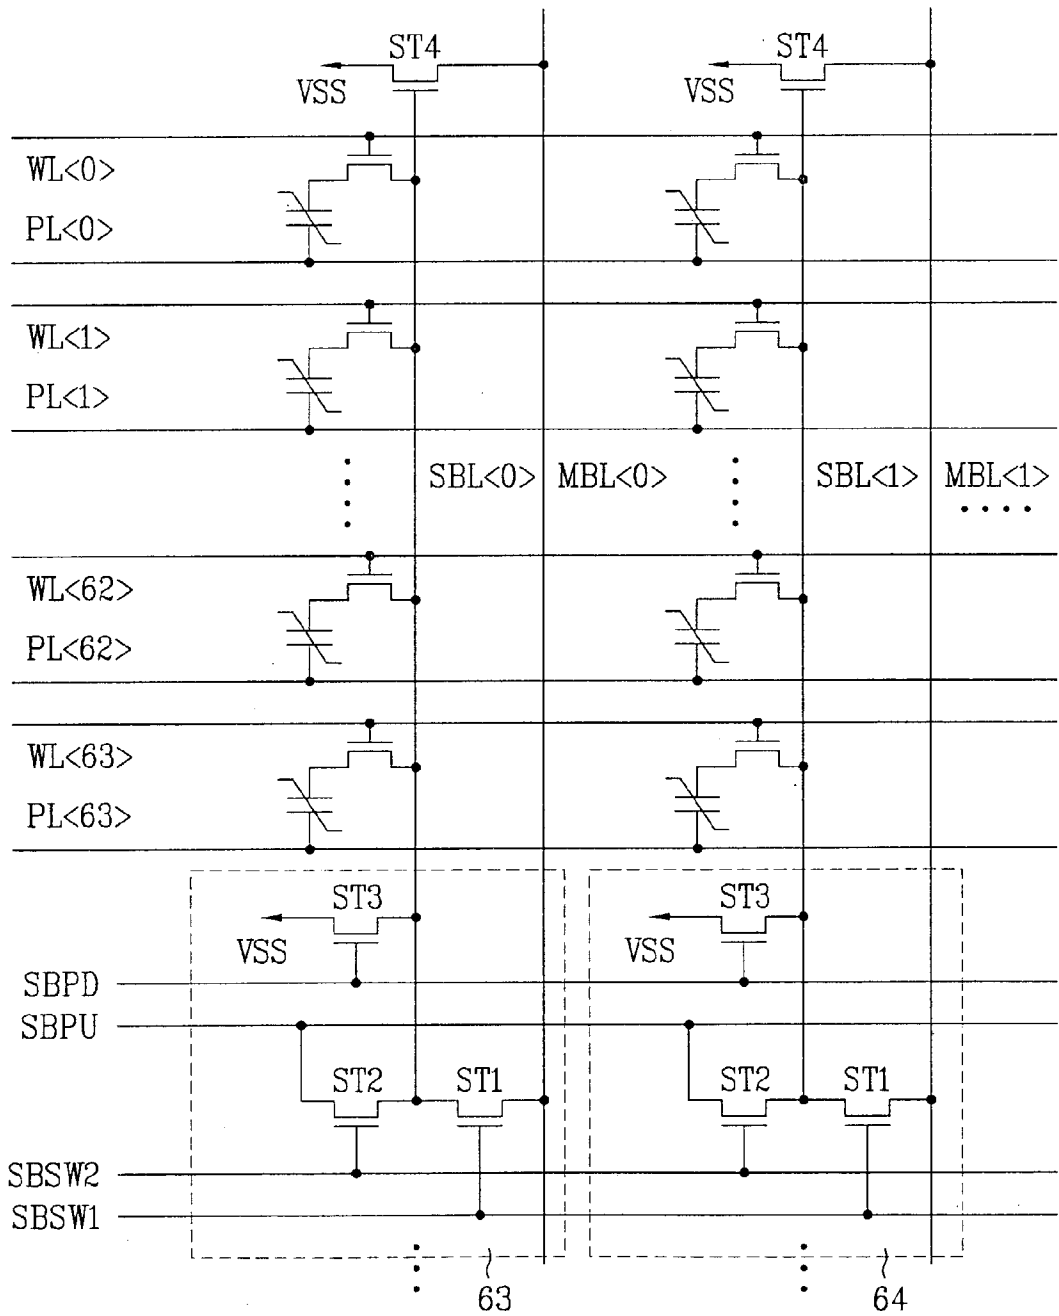 ST4 ST4
VSS VSS
WL<0>
PL<0>
WL<1>
PL<1>
SBL<0> MBL<0> SBL<1> MBL<1>
WL<62>
PL<62>
WL<63>
PL<63>
ST3 ST3
VSS VSS
SBPD
SBPU
ST2 ST1 ST2 ST1
SBSW2
SBSW1
63 64